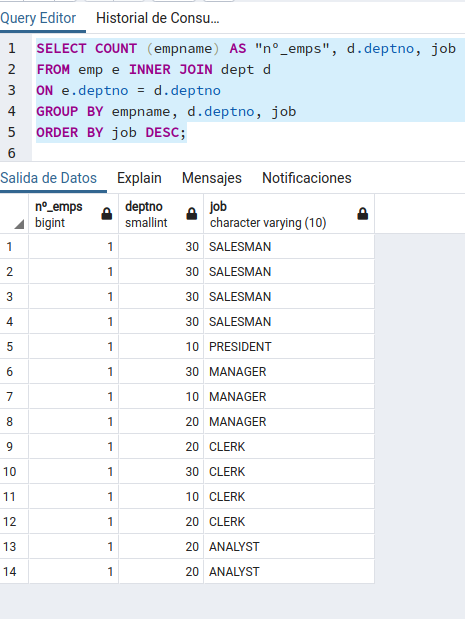 Query Editor Historial de Consu...
1 SELECT COUNT (empname) AS "nº_emps", d.deptno, job
2 FROM emp e INNER JOIN dept d
3 ON e.deptno = d.deptno
4 GROUP BY empname, d.deptno, job
5 ORDER BY job DESC;
6
Salida de Datos Explain Mensajes Notificaciones
nº_emps deptno job
bigint smallint character varying (10)
1 1 30 SALESMAN
2 1 30 SALESMAN
3 1 30 SALESMAN
4 1 30 SALESMAN
5 1 10 PRESIDENT
6 1 30 MANAGER
7 1 10 MANAGER
8 1 20 MANAGER
9 1 20 CLERK
10 1 30 CLERK
11 1 10 CLERK
12 1 20 CLERK
13 1 20 ANALYST
14 1 20 ANALYST